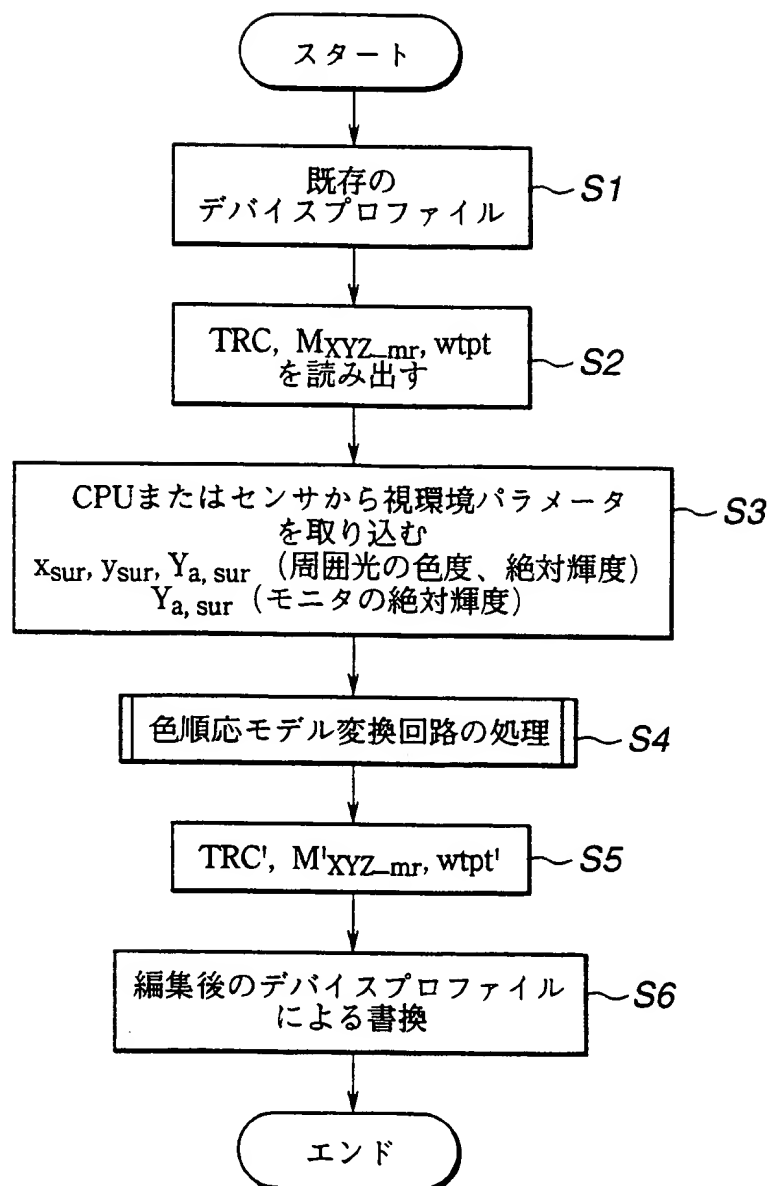 スタート
既存の
デバイスプロファイル
S1
TRC, MXYZ_mr, wtpt
を読み出す
S2
CPUまたはセンサから視環境パラメータ
を取り込む
xsur, ysur, Ya, sur (周囲光の色度、絶対輝度)
Ya, sur (モニタの絶対輝度)
S3
色順応モデル変換回路の処理
S4
TRC', M'XYZ_mr, wtpt'
S5
編集後のデバイスプロファイル
による書換
S6
エンド